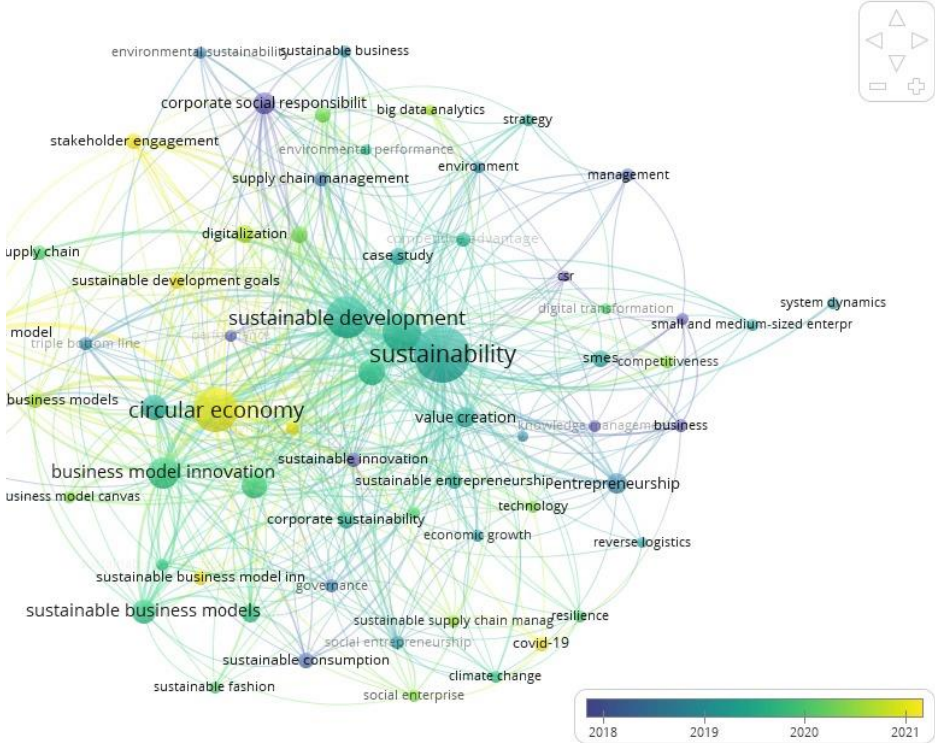 environmental sustainability
sustainable business
corporate social responsibilit
big data analytics
strategy
stakeholder engagement
environmental performance
environment
supply chain management
management
digitalization
competitive advantage
upply chain
case study
csr
sustainable development goals
system dynamics
digital transformation
sustainable development
small and medium-sized enterpr
model
triple bottom line
sustainability
smes
competitiveness
business models
circular economy
value creation
business
sustainable innovation
business model innovation
sustainable entrepreneurship
entrepreneurship
usiness model canvas
technology
corporate sustainability
economic growth
reverse logistics
sustainable business model inn
governance
sustainable business models
sustainable supply chain manag
resilience
social entrepreneurship
covid-19
sustainable consumption
climate change
sustainable fashion
social enterprise
2018 2019 2020 2021